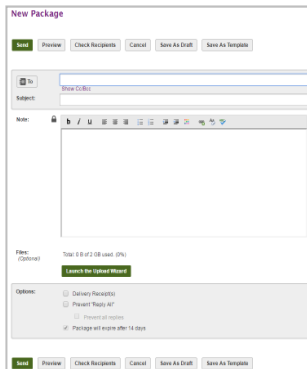 New Package
Send Preview Check Recipients Cancel Save As Draft Save As Template
To
Show Cc/Bcc
Subject:
Note: b i u
Files: Total: 0 B of 2 GB used. (0%)
(Optional)
Launch the Upload Wizard
Options: Delivery Receipt(s)
Prevent "Reply All"
Prevent all replies
Package will expire after 14 days
Send Preview Check Recipients Cancel Save As Draft Save As Template